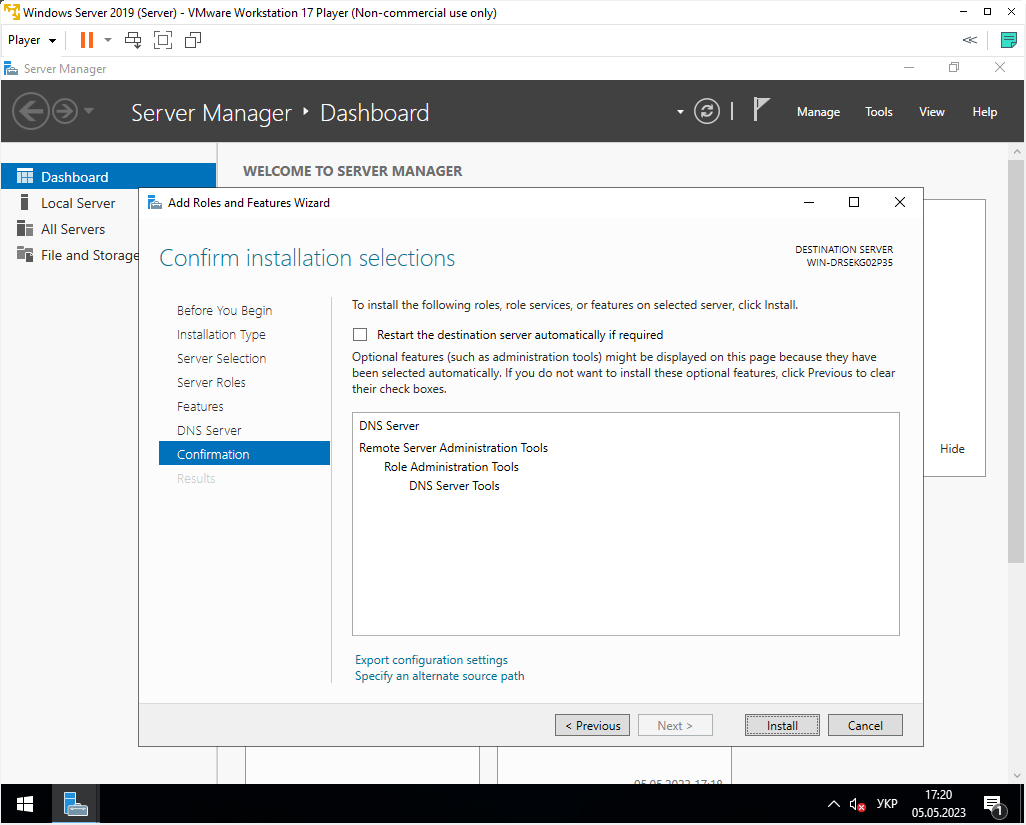 Windows Server 2019 (Server) - VMware Workstation 17 Player (Non-commercial use only)
Player
Server Manager
Server Manager Dashboard
Manage Tools View Help
Dashboard
Local Server
All Servers
File and Storage
WELCOME TO SERVER MANAGER
Add Roles and Features Wizard
Confirm installation selections
DESTINATION SERVER
WIN-DRSEKG02P35
Before You Begin
Installation Type
Server Selection
Server Roles
Features
DNS Server
Confirmation
Results
To install the following roles, role services, or features on selected server, click Install.
Restart the destination server automatically if required
Optional features (such as administration tools) might be displayed on this page because they have
been selected automatically. If you do not want to install these optional features, click Previous to clear
their check boxes.
DNS Server
Remote Server Administration Tools
Role Administration Tools
DNS Server Tools
Export configuration settings
Specify an alternate source path
< Previous
Next >
Install
Cancel
Hide
05.05.2023 17:18
УКР
17:20
05.05.2023
1